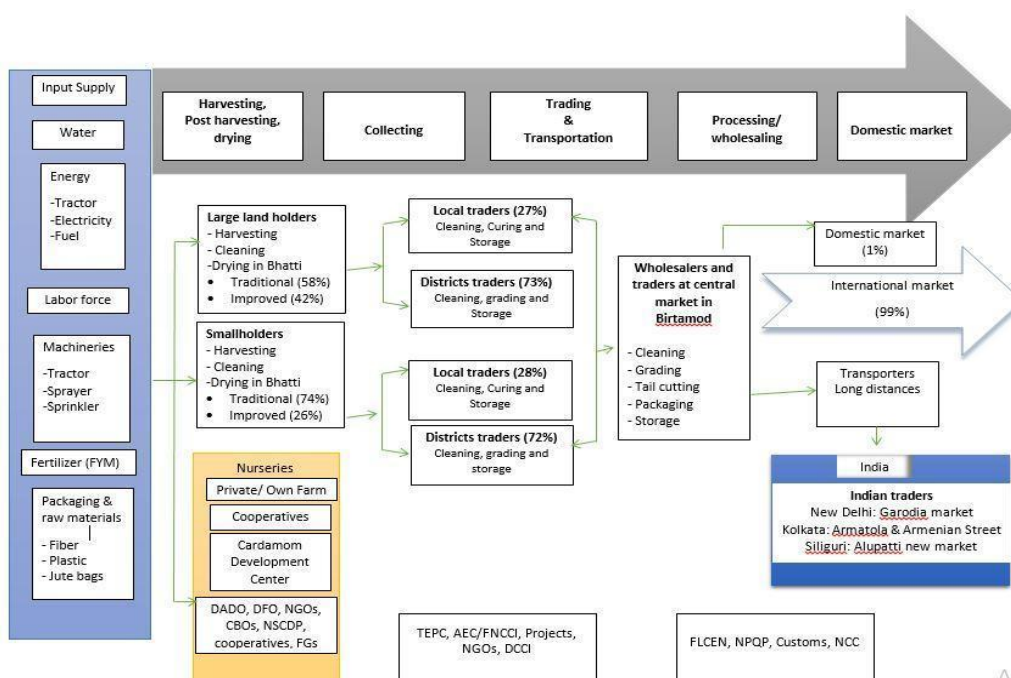 Input Supply
Water
Energy
-Tractor
-Electricity
-Fuel
Labor force
Machineries
-Tractor
-Sprayer
-Sprinkler
Fertilizer (FYM)
Packaging &
raw materials
- Fiber
- Plastic
- Jute bags
Harvesting,
Post harvesting,
drying
Collecting
Trading
&
Transportation
Processing/
wholesaling
Domestic market
Large land holders
- Harvesting
- Cleaning
-Drying in Bhatti
• Traditional (58%)
• Improved (42%)
Smallholders
- Harvesting
- Cleaning
-Drying in Bhatti
• Traditional (74%)
• Improved (26%)
Nurseries
Private/ Own Farm
Cooperatives
Cardamom
Development
Center
DADO, DFO, NGOs,
CBOs, NSCDP,
cooperatives, FGs
Local traders (27%)
Cleaning, Curing and
Storage
Districts traders (73%)
Cleaning, grading and
Storage
Local traders (28%)
Cleaning, Curing and
Storage
Districts traders (72%)
Cleaning, grading and
storage
TEPC, AEC/FNCCI, Projects,
NGOs, DCCI
Wholesalers and
traders at central
market in
Birtamod
- Cleaning
- Grading
- Tail cutting
- Packaging
- Storage
Domestic market
(1%)
International market
(99%)
Transporters
Long distances
India
Indian traders
New Delhi: Garodia market
Kolkata: Armatola & Armenian Street
Siliguri: Alupatti new market
FLCEN, NPQP, Customs, NCC